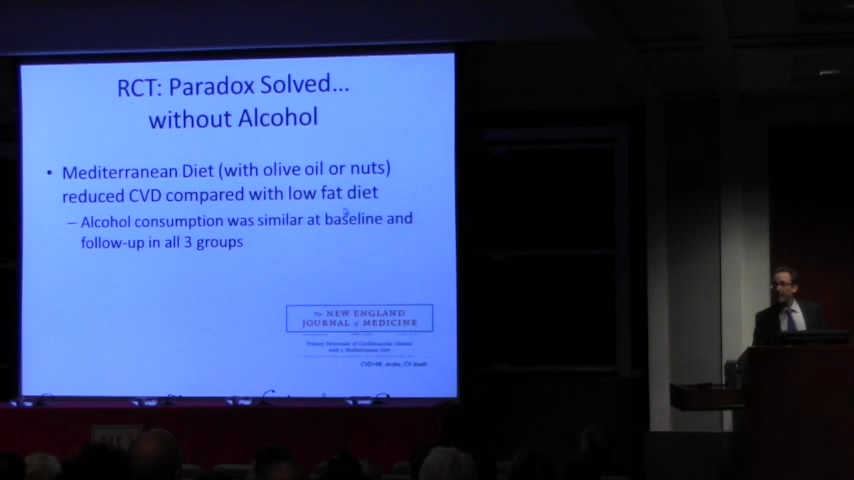 RCT: Paradox Solved...
without Alcohol
• Mediterranean Diet (with olive oil or nuts)
reduced CVD compared with low fat diet
– Alcohol consumption was similar at baseline and
follow-up in all 3 groups
The NEW ENGLAND
JOURNAL of MEDICINE
Primary Prevention of Cardiovascular Disease
with a Mediterranean Diet
CVD=MI, stroke, CV death